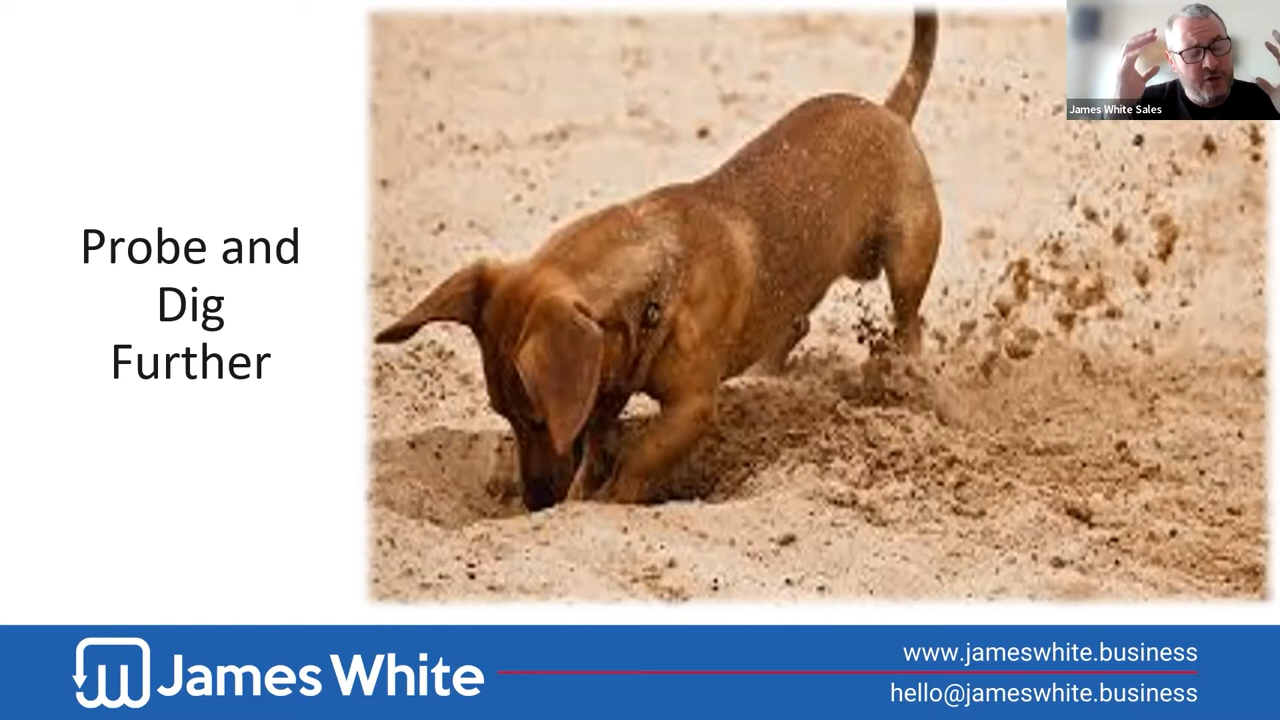 James White Sales
Probe and
Dig
Further
James White
www.jameswhite.business
hello@jameswhite.business